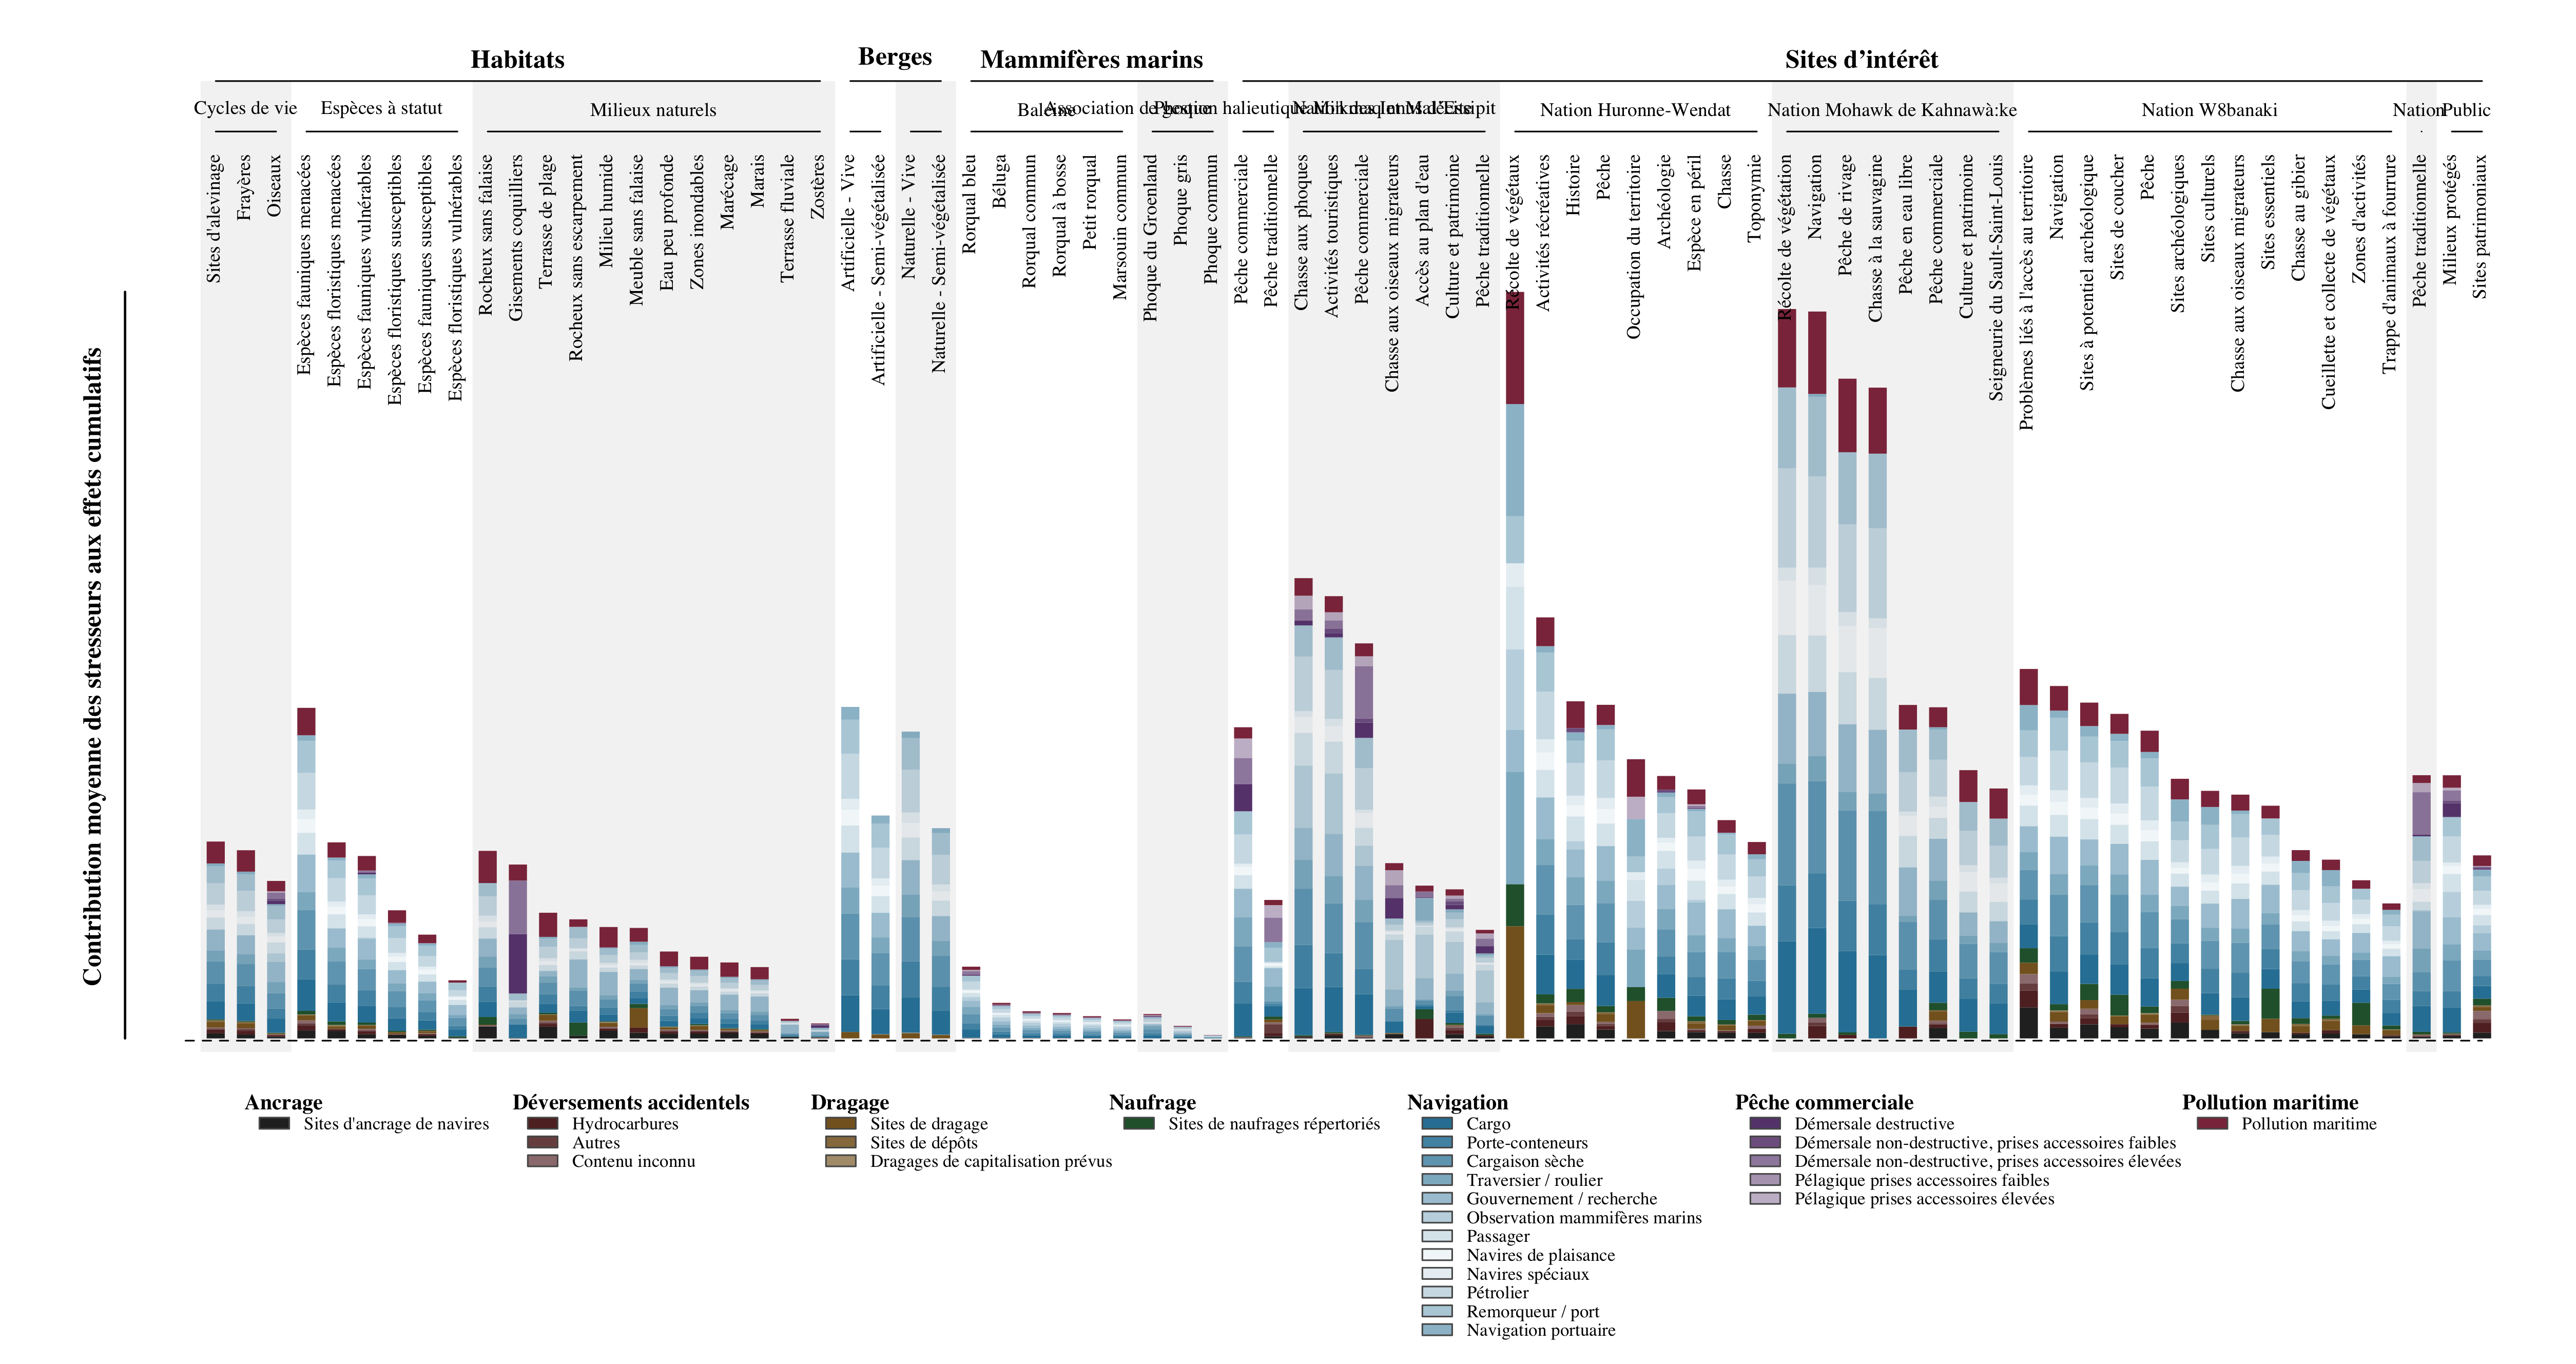 Habitats
Berges
Mammifères marins
Sites d'intérêt
Cycles de vie
Espèces à statut
Milieux naturels
Baleine
Phoque
Nation Huronne-Wendat
Nation Mohawk de Kahnawà:ke
Nation W8banaki
Nation
Public
Sites d'alevinage
Frayères
Oiseaux
Espèces fauniques menacées
Espèces floristiques menacées
Espèces fauniques vulnérables
Espèces floristiques susceptibles
Espèces fauniques susceptibles
Espèces floristiques vulnérables
Rocheux sans falaise
Gisements coquilliers
Terrasse de plage
Rocheux sans escarpement
Milieu humide
Meuble sans falaise
Eau peu profonde
Zones inondables
Marécage
Marais
Terrasse fluviale
Zostères
Artificielle - Vive
Artificielle - Semi-végétalisée
Naturelle - Vive
Naturelle - Semi-végétalisée
Rorqual bleu
Béluga
Rorqual commun
Rorqual à bosse
Petit rorqual
Marsouin commun
Phoque du Groenland
Phoque gris
Phoque commun
Pêche commerciale
Pêche traditionnelle
Chasse aux phoques
Activités touristiques
Pêche commerciale
Chasse aux oiseaux migrateurs
Accès au plan d'eau
Culture et patrimoine
Pêche traditionnelle
Récolte de végétaux
Activités récréatives
Histoire
Pêche
Occupation du territoire
Archéologie
Espèce en péril
Chasse
Toponymie
Récolte de végétation
Navigation
Pêche de rivage
Chasse à la sauvagine
Pêche en eau libre
Pêche commerciale
Culture et patrimoine
Seigneurie du Sault-Saint-Louis
Problèmes liés à l'accès au territoire
Navigation
Sites à potentiel archéologique
Sites de coucher
Pêche
Sites archéologiques
Sites culturels
Chasse aux oiseaux migrateurs
Sites essentiels
Chasse au gibier
Cueillette et collecte de végétaux
Zones d'activités
Trappe d'animaux à fourrure
Pêche traditionnelle
Milieux protégés
Sites patrimoniaux
Contribution moyenne des stresseurs aux effets cumulatifs
Ancrage
Sites d'ancrage de navires
Déversements accidentels
Hydrocarbures
Autres
Contenu inconnu
Dragage
Sites de dragage
Sites de dépôts
Dragages de capitalisation prévus
Naufrage
Sites de naufrages répertoriés
Navigation
Cargo
Porte-conteneurs
Cargaison sèche
Traversier / roulier
Gouvernement / recherche
Observation mammifères marins
Passager
Navires de plaisance
Navires spéciaux
Pétrolier
Remorqueur / port
Navigation portuaire
Pêche commerciale
Démersale destructive
Démersale non-destructive, prises accessoires faibles
Démersale non-destructive, prises accessoires élevées
Pélagique prises accessoires faibles
Pélagique prises accessoires élevées
Pollution maritime
Pollution maritime